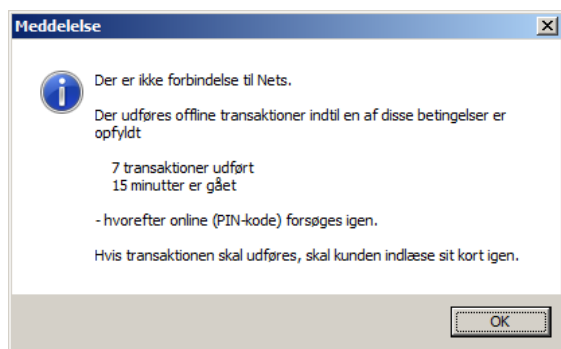 Meddelelse
Der er ikke forbindelse til Nets.
Der udføres offline transaktioner indtil en af disse betingelser er
opfyldt
7 transaktioner udført
15 minutter er gået
- hvorefter online (PIN-kode) forsøges igen.
Hvis transaktionen skal udføres, skal kunden indlæse sit kort igen.
OK